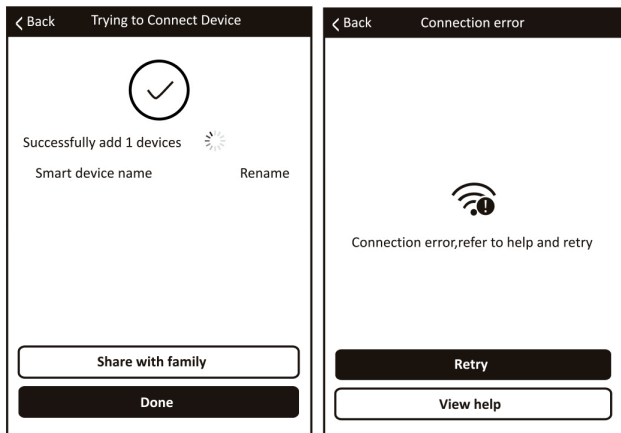 Back Trying to Connect Device
Successfully add 1 devices
Smart device name Rename
Share with family
Done
Back Connection error
Connection error,refer to help and retry
Retry
View help